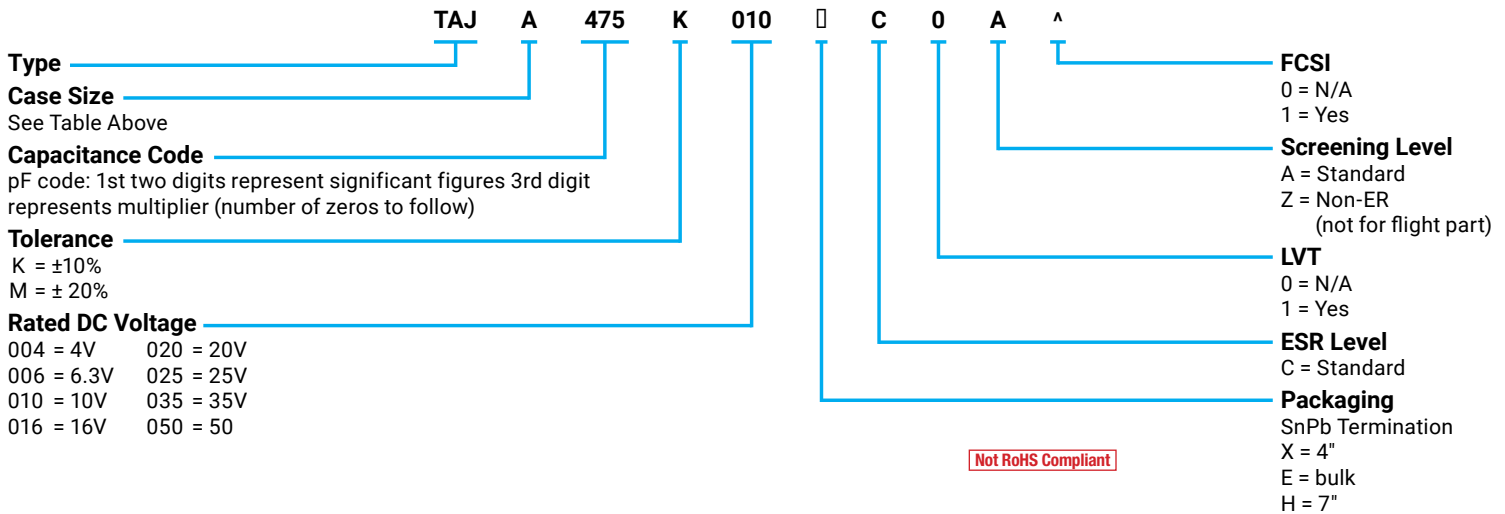 TAJ A 475 K 010 ▯ C 0 A ^
Type
Case Size
See Table Above
Capacitance Code
pF code: 1st two digits represent significant figures 3rd digit
represents multiplier (number of zeros to follow)
Tolerance
K = ±10%
M = ± 20%
Rated DC Voltage
004 = 4V 020 = 20V
006 = 6.3V 025 = 25V
010 = 10V 035 = 35V
016 = 16V 050 = 50
FCSI
0 = N/A
1 = Yes
Screening Level
A = Standard
Z = Non-ER
(not for flight part)
LVT
0 = N/A
1 = Yes
ESR Level
C = Standard
Packaging
SnPb Termination
X = 4"
E = bulk
H = 7"
Not RoHS Compliant